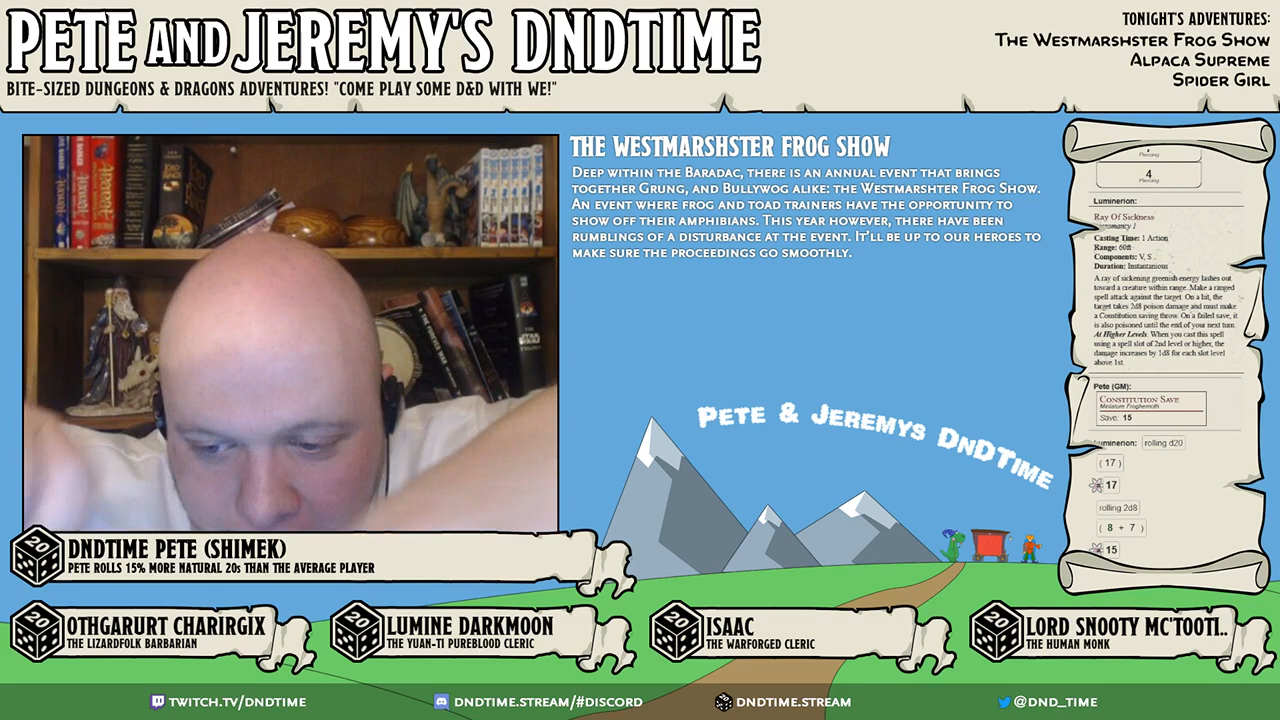 PETE AND JEREMY'S DNDTIME
BITE-SIZED DUNGEONS & DRAGONS ADVENTURES! "COME PLAY SOME D&D WITH WE!"
TONIGHT'S ADVENTURES:
THE WESTMARSHSTER FROG SHOW
ALPACA SUPREME
SPIDER GIRL
THE WESTMARSHSTER FROG SHOW
DEEP WITHIN THE BARADAC, THERE IS AN ANNUAL EVENT THAT BRINGS
TOGETHER GRUNG, AND BULLYWOG ALIKE: THE WESTMARSHTER FROG SHOW.
AN EVENT WHERE FROG AND TOAD TRAINERS HAVE THE OPPORTUNITY TO
SHOW OFF THEIR AMPHIBIANS. THIS YEAR HOWEVER, THERE HAVE BEEN
RUMBLINGS OF A DISTURBANCE AT THE EVENT. IT'LL BE UP TO OUR HEROES TO
MAKE SURE THE PROCEEDINGS GO SMOOTHLY.
Piercing
4
Piercing
Luminerion:
Ray Of Sickness
cromancy 1
Casting Time: 1 Action
Range: 60ft
Components: V, S
Duration: Instantaneous
A ray of sickening greenish energy lashes out
toward a creature within range. Make a ranged
spell attack against the target. On a hit, the
target takes 2d8 poison damage and must make
a Constitution saving throw. On a failed save, it
is also poisoned until the end of your next turn.
At Higher Levels. When you cast this spell
using a spell slot of 2nd level or higher, the
damage increases by 1d8 for each slot level
above 1st.
Pete (GM):
CONSTITUTION SAVE
Miniature Froghemoth
Save: 15
uminerion: rolling d20
( 17 )
17
rolling 2d8
( 8 + 7 )
15
PETE & JEREMYS DNDTIME
STAR WARS
20
DNDTIME PETE (SHIMEK)
PETE ROLLS 15% MORE NATURAL 20S THAN THE AVERAGE PLAYER
20
OTHGARURT CHARIRGIX
THE LIZARDFOLK BARBARIAN
20
LUMINE DARKMOON
THE YUAN-TI PUREBLOOD CLERIC
20
ISAAC
THE WARFORGED CLERIC
20
LORD SNOOTY MC'TOOTI..
THE HUMAN MONK
TWITCH.TV/DNDTIME
DNDTIME.STREAM/#DISCORD
DNDTIME.STREAM
@DND_TIME